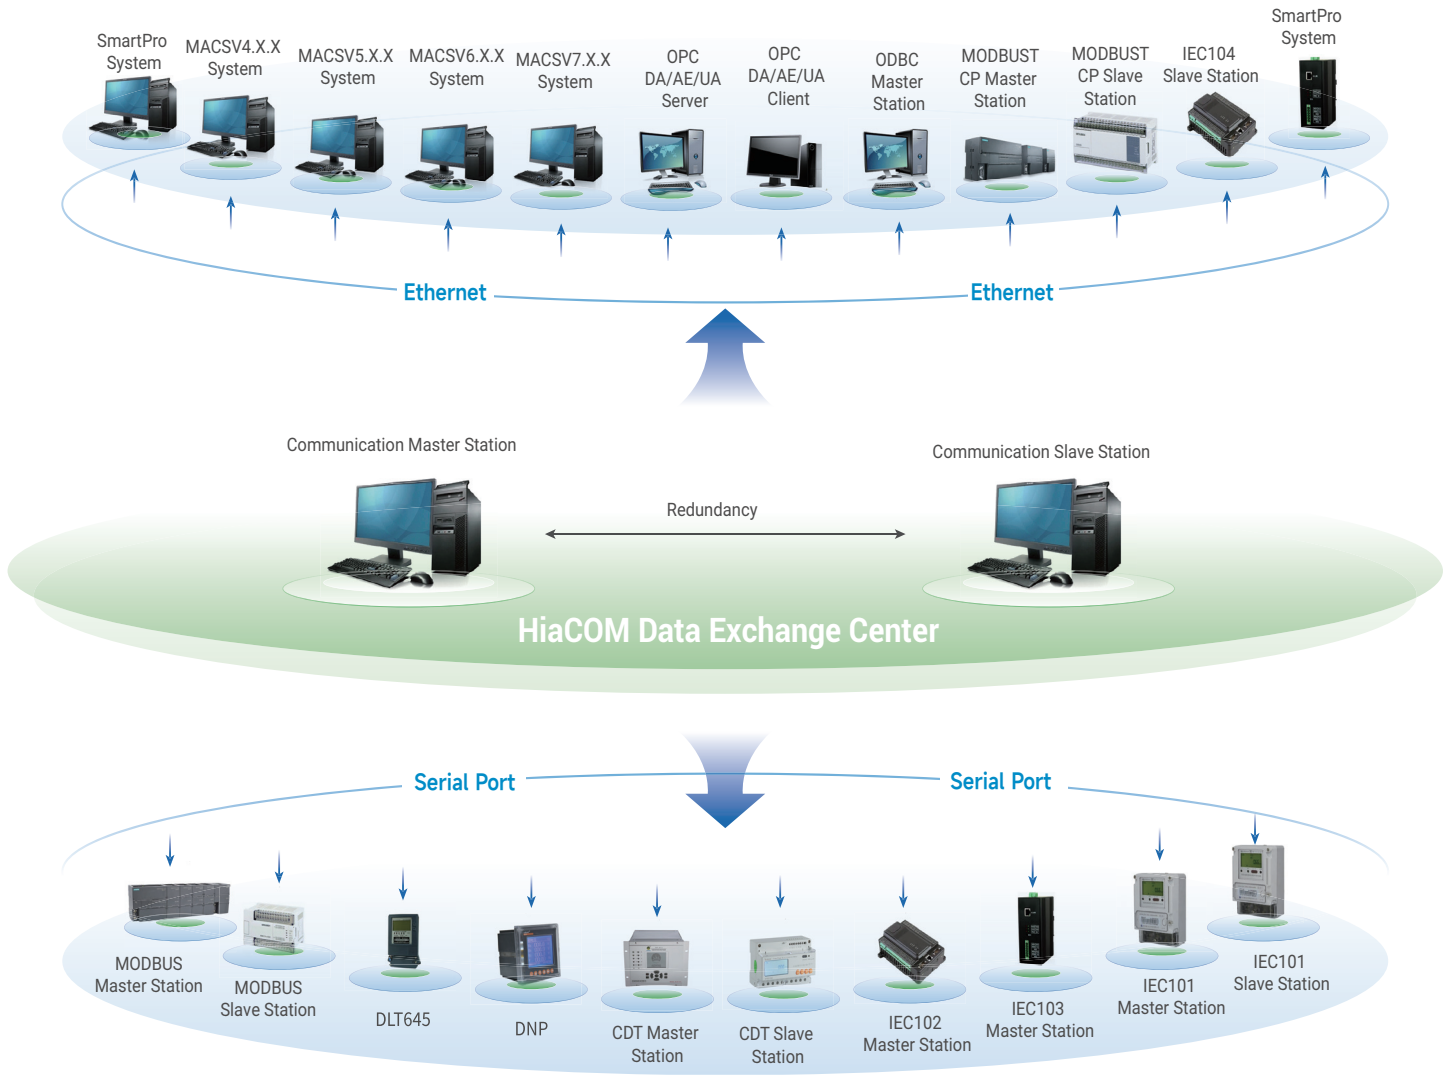 SmartPro
System
MACSV4.X.X
System
MACSV5.X.X
System
MACSV6.X.X
System
MACSV7.X.X
System
OPC
DA/AE/UA
Server
OPC
DA/AE/UA
Client
ODBC
Master
Station
MODBUST
CP Master
Station
MODBUST
CP Slave
Station
IEC104
Slave Station
SmartPro
System
Ethernet
Ethernet
Communication Master Station
Communication Slave Station
Redundancy
HiaCOM Data Exchange Center
Serial Port
Serial Port
MODBUS
Master Station
MODBUS
Slave Station
DLT645
DNP
CDT Master
Station
CDT Slave
Station
IEC102
Master Station
IEC103
Master Station
IEC101
Master Station
IEC101
Slave Station